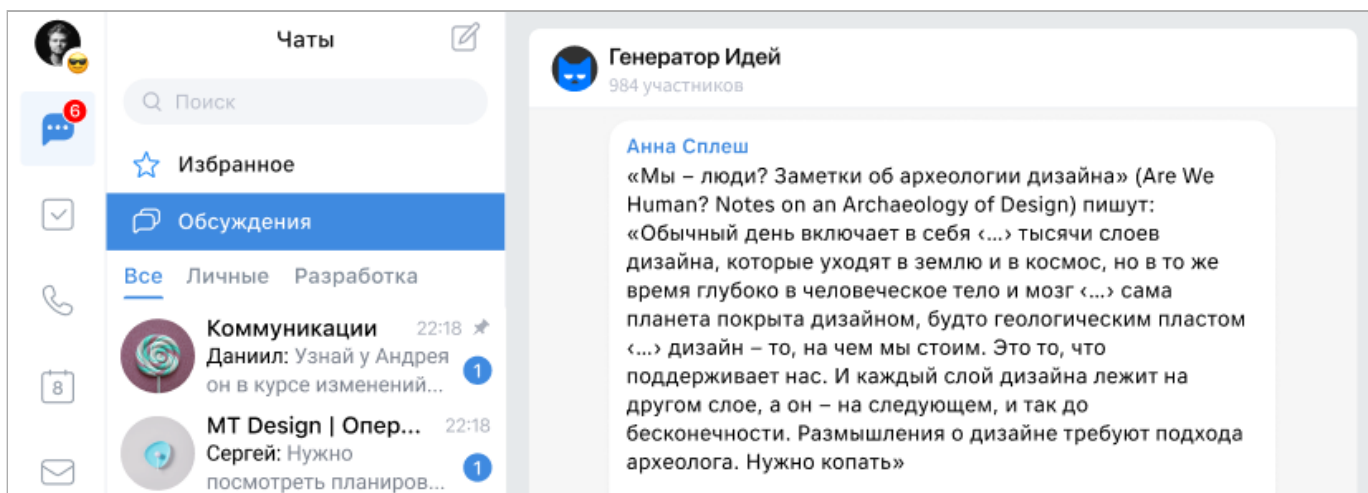 6
8
Чаты
Поиск
Избранное
Обсуждения
Все Личные Разработка
Коммуникации 22:18
Даниил: Узнай у Андрея
он в курсе изменений...
1
MT Design | Опер... 22:18
Сергей: Нужно
посмотреть планиров...
1
Генератор Идей
984 участников
Анна Сплеш
«Мы – люди? Заметки об археологии дизайна» (Are We
Human? Notes on an Archaeology of Design) пишут:
«Обычный день включает в себя ‹...› тысячи слоев
дизайна, которые уходят в землю и в космос, но в то же
время глубоко в человеческое тело и мозг ‹...› сама
планета покрыта дизайном, будто геологическим пластом
‹...› дизайн – то, на чем мы стоим. Это то, что
поддерживает нас. И каждый слой дизайна лежит на
другом слое, а он – на следующем, и так до
бесконечности. Размышления о дизайне требуют подхода
археолога. Нужно копать»